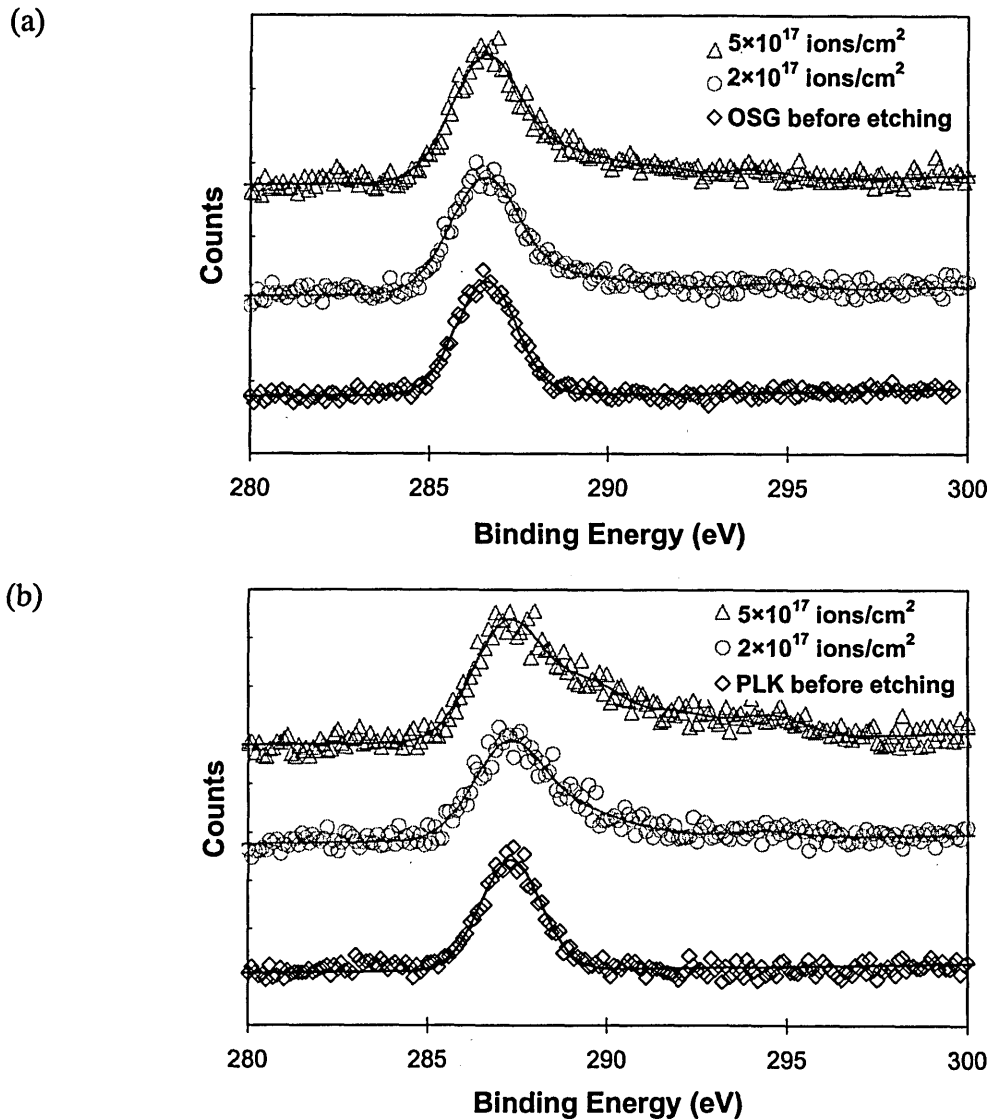 (a)
△ 5×10¹⁷ ions/cm²
○ 2×10¹⁷ ions/cm²
◇ OSG before etching
Counts
280 285 290 295 300
Binding Energy (eV)
(b)
△ 5×10¹⁷ ions/cm²
○ 2×10¹⁷ ions/cm²
◇ PLK before etching
Counts
280 285 290 295 300
Binding Energy (eV)